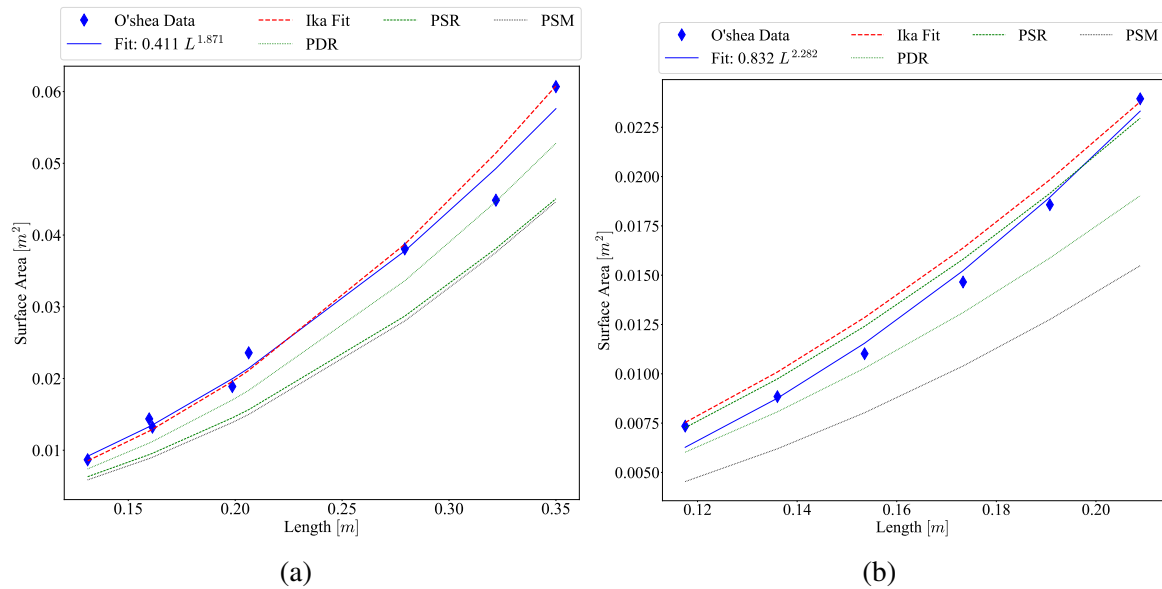 O'shea Data
Ika Fit
PSR
PSM
Fit: 0.411 L^1.871
PDR
0.06
0.05
0.04
0.03
0.02
0.01
Surface Area [m²]
0.15
0.20
0.25
0.30
0.35
Length [m]
(a)
O'shea Data
Ika Fit
PSR
PSM
Fit: 0.832 L^2.282
PDR
0.0225
0.0200
0.0175
0.0150
0.0125
0.0100
0.0075
0.0050
Surface Area [m²]
0.12
0.14
0.16
0.18
0.20
Length [m]
(b)